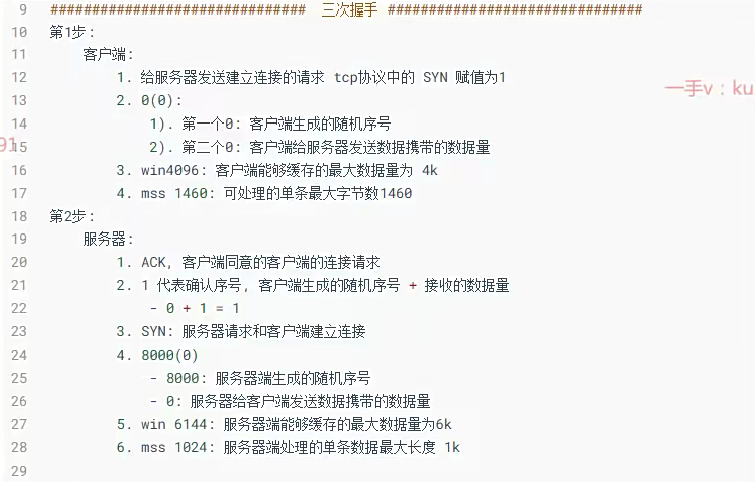 9 ############################## 三次握手 ##############################
10 第1步:
11 客户端:
12 1. 给服务器发送建立连接的请求 tcp协议中的 SYN 赋值为1
13 2. 0(0):
14 1). 第一个0: 客户端生成的随机序号
15 2). 第二个0: 客户端给服务器发送数据携带的数据量
16 3. win4096: 客户端能够缓存的最大数据量为 4k
17 4. mss 1460: 可处理的单条最大字节数1460
18 第2步:
19 服务器:
20 1. ACK, 客户端同意的客户端的连接请求
21 2. 1 代表确认序号, 客户端生成的随机序号 + 接收的数据量
22 - 0 + 1 = 1
23 3. SYN: 服务器请求和客户端建立连接
24 4. 8000(0)
25 - 8000: 服务器端生成的随机序号
26 - 0: 服务器给客户端发送数据携带的数据量
27 5. win 6144: 服务器端能够缓存的最大数据量为6k
28 6. mss 1024: 服务器端处理的单条数据最大长度 1k
29
一手v：ku
91